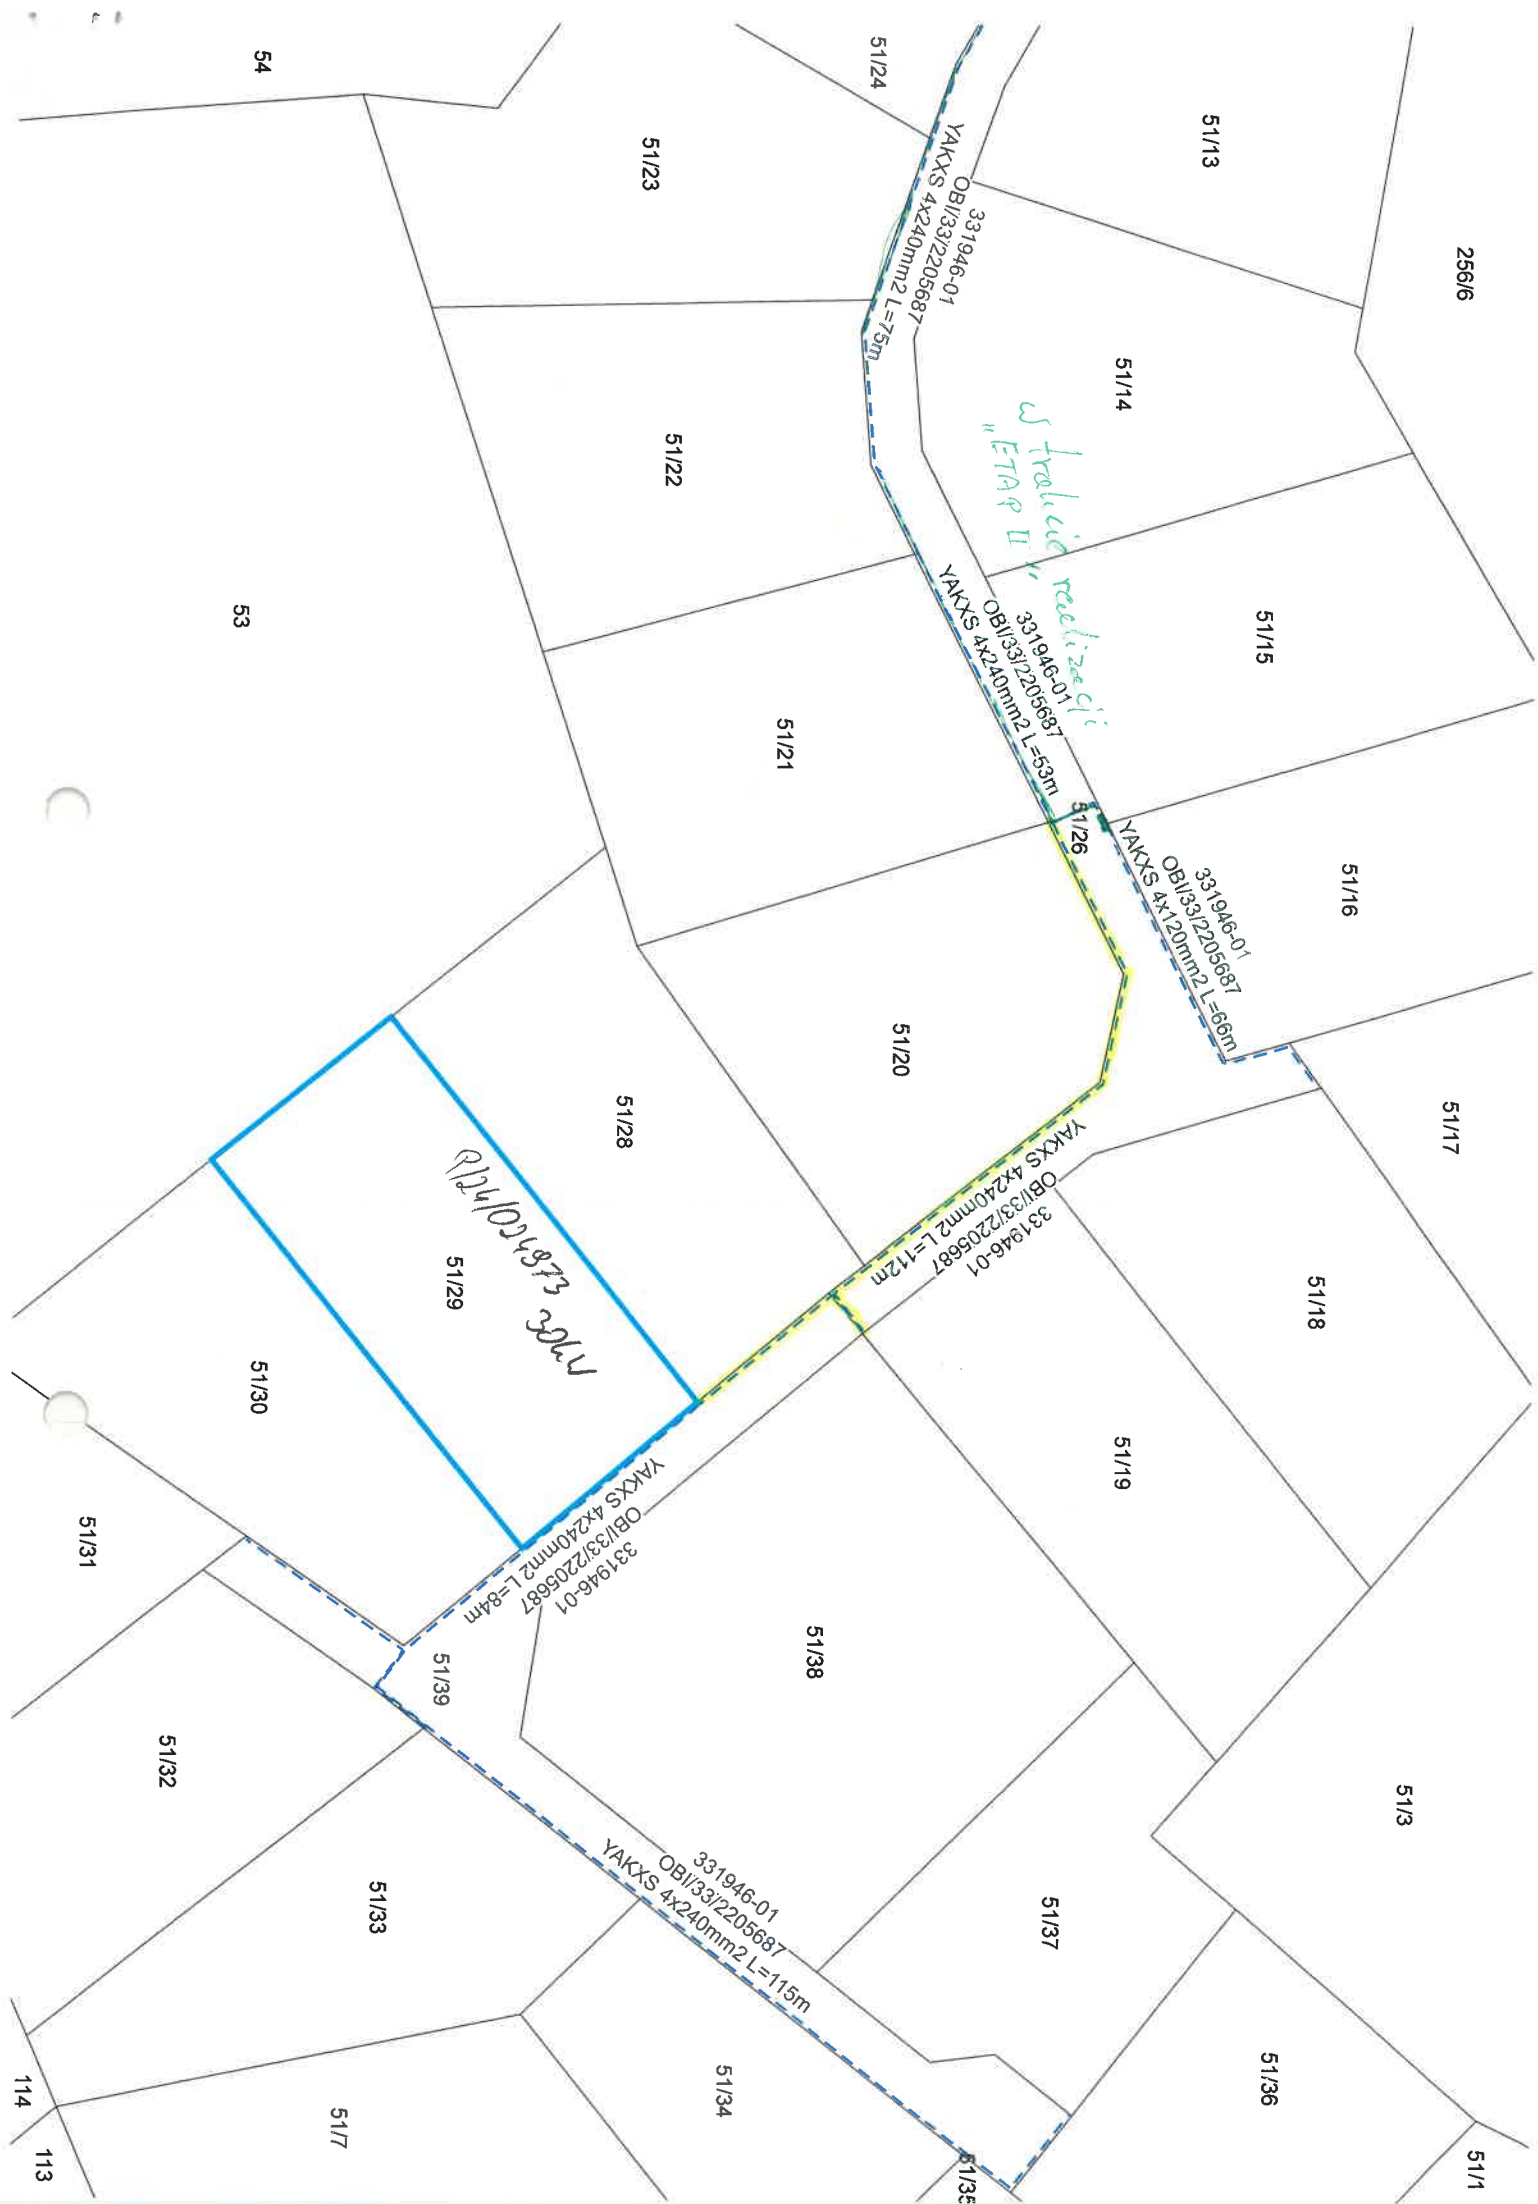 54
51/24
51/13
256/6
51/23
331946-01
OBI/33/2205687
YAKXS 4x240mm2 L=75m
51/14
w trakcie realizacji
"ETAP II"
51/22
53
51/15
331946-01
OBI/33/2205687
YAKXS 4x240mm2 L=53m
51/21
51/26
51/16
331946-01
OBI/33/2205687
YAKXS 4x120mm2 L=66m
51/20
51/17
51/28
YAKXS 4x240mm2 L=112m
OBI/33/2205687
331946-01
P/24/024973 30kW
51/29
51/18
51/30
51/19
51/31
YAKXS 4x240mm2 L=84m
OBI/33/2205687
331946-01
51/39
51/38
51/32
51/3
51/33
331946-01
OBI/33/2205687
YAKXS 4x240mm2 L=115m
51/37
51/34
51/36
51/7
51/35
51/1
114
113